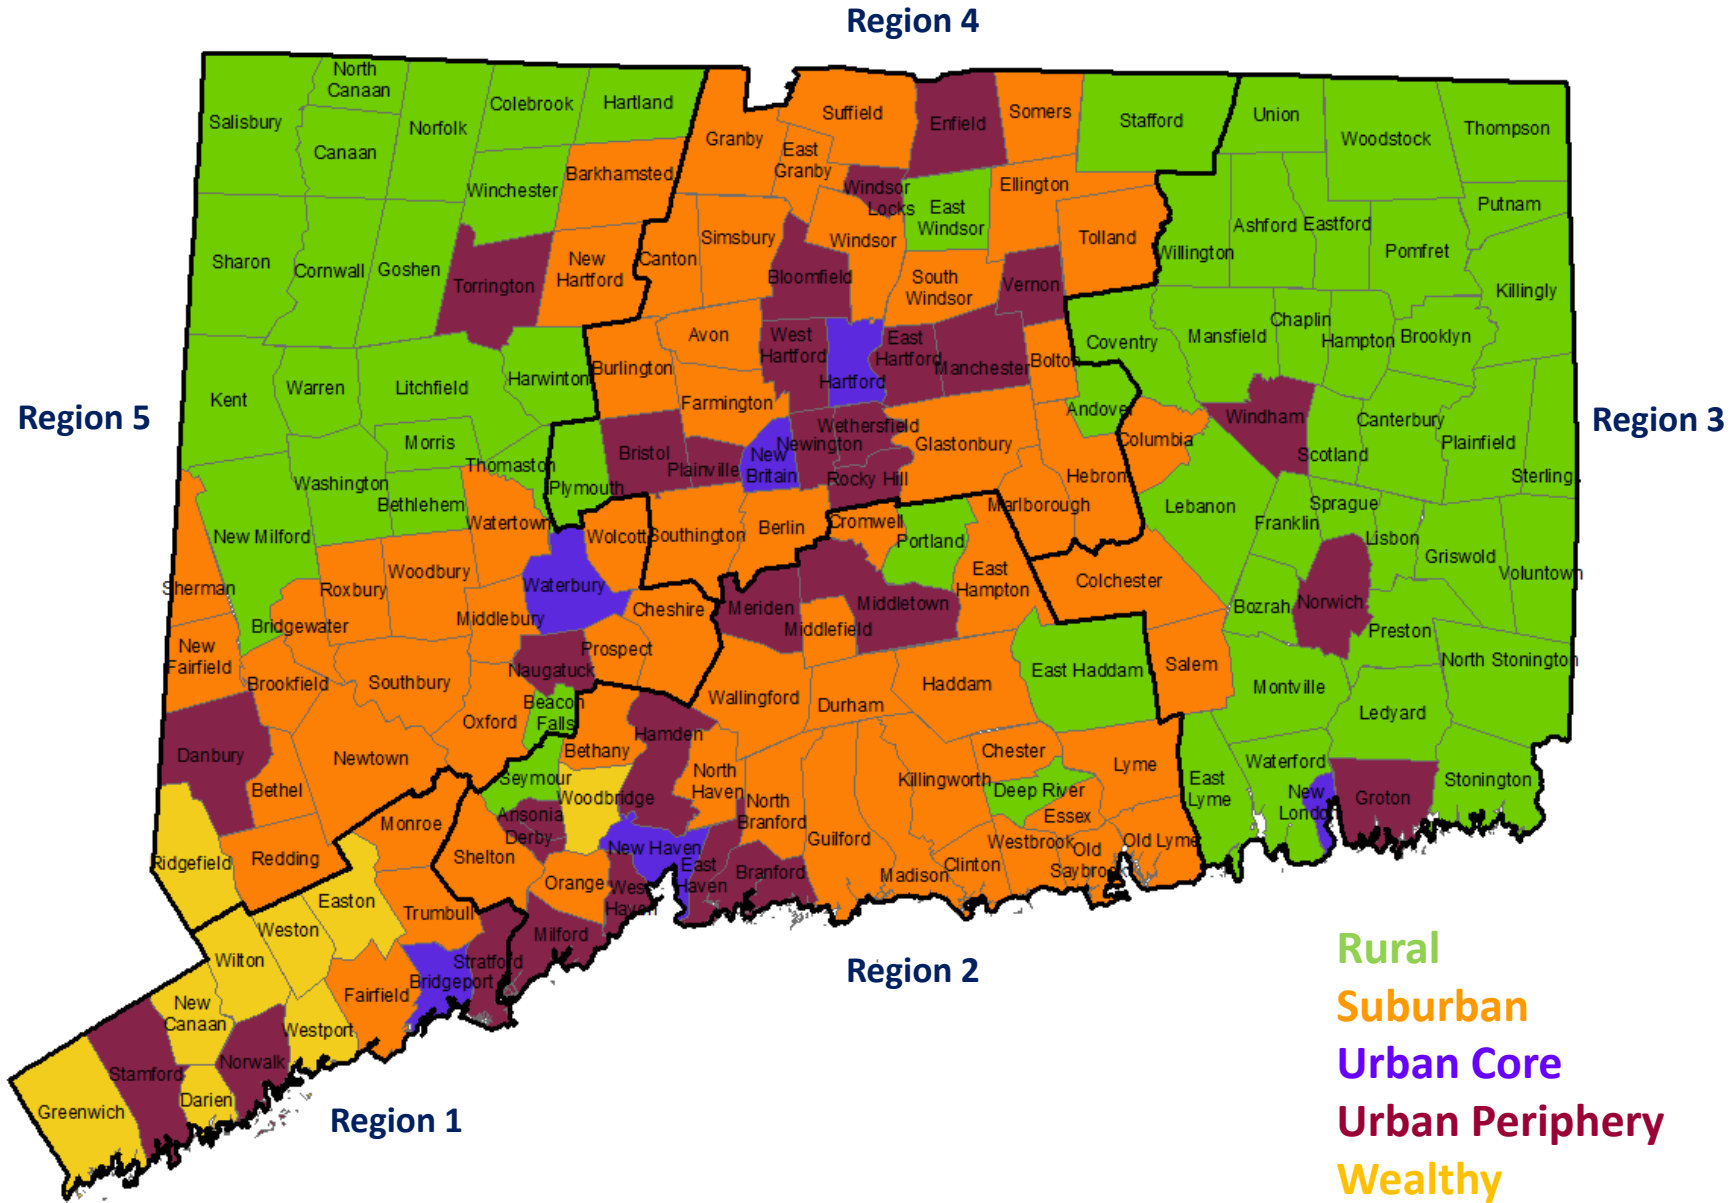 Region 4
North
Canaan
Colebrook
Hartland
Salisbury
Norfolk
Canaan
Winchester
Barkhamsted
Granby
Suffield
East
Granby
Enfield
Somers
Stafford
Union
Woodstock
Thompson
Windsor
Locks
East
Windsor
Ellington
Putnam
Sharon
Cornwall
Goshen
Torrington
New
Hartford
Canton
Simsbury
Windsor
Bloomfield
South
Windsor
Vernon
Tolland
Willington
Ashford
Eastford
Pomfret
Killingly
Kent
Warren
Litchfield
Harwinton
Burlington
Avon
West
Hartford
Hartford
East
Hartford
Manchester
Bolton
Coventry
Mansfield
Chaplin
Hampton
Brooklyn
Region 5
Region 3
Morris
Farmington
Wethersfield
Newington
Glastonbury
Andover
Columbia
Windham
Canterbury
Plainfield
Scotland
Sterling
Washington
Bethlehem
Thomaston
Plymouth
Bristol
Plainville
New
Britain
Rocky Hill
Hebron
Marlborough
Lebanon
Sprague
Franklin
Lisbon
Griswold
Voluntown
New Milford
Watertown
Wolcott
Southington
Berlin
Cromwell
Portland
East
Hampton
Colchester
Sherman
Roxbury
Woodbury
Waterbury
Bridgewater
Middlebury
Cheshire
Meriden
Middletown
Middlefield
Bozrah
Norwich
Preston
North Stonington
New
Fairfield
Brookfield
Southbury
Naugatuck
Prospect
Wallingford
Durham
Haddam
East Haddam
Salem
Montville
Ledyard
Danbury
Newtown
Oxford
Beacon
Falls
Bethany
Hamden
North
Haven
Killingworth
Chester
Lyme
East
Lyme
Waterford
Stonington
Bethel
Seymour
Woodbridge
Ansonia
Derby
North
Branford
Deep River
Essex
New
London
Groton
Ridgefield
Redding
Monroe
Shelton
New Haven
East
Haven
Branford
Guilford
Madison
Clinton
Westbrook
Old
Saybrook
Old Lyme
Easton
Trumbull
Orange
West
Haven
Milford
Weston
Wilton
Fairfield
Bridgeport
Stratford
Region 2
New
Canaan
Westport
Stamford
Norwalk
Greenwich
Darien
Region 1
Rural
Suburban
Urban Core
Urban Periphery
Wealthy